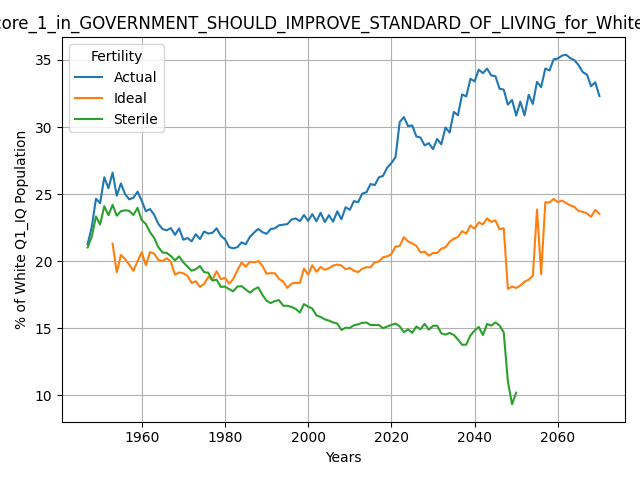 core_1_in_GOVERNMENT_SHOULD_IMPROVE_STANDARD_OF_LIVING_for_White
Fertility
Actual
Ideal
Sterile
% of White Q1_IQ Population
35
30
25
20
15
10
1960
1980
2000
2020
2040
2060
Years